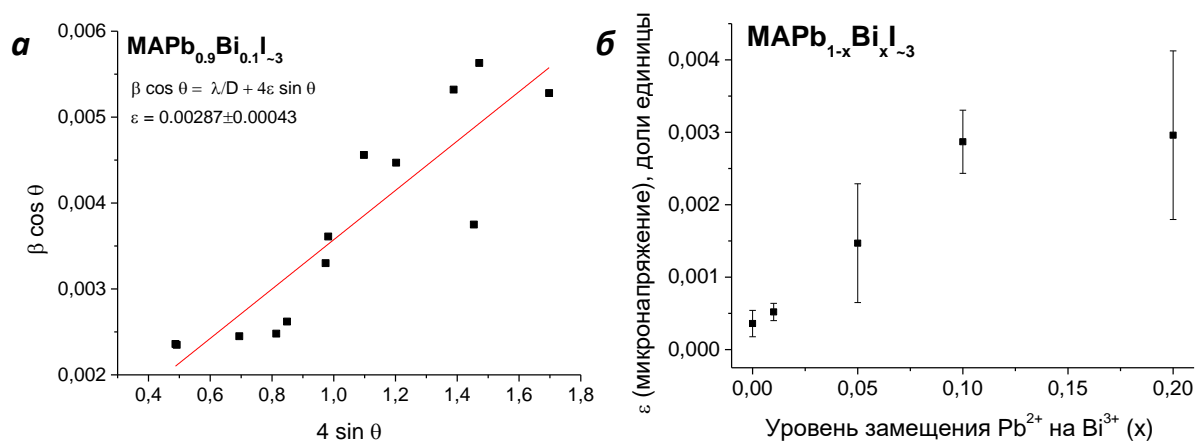 а
MAPb0.9Bi0.1I~3
β cos θ = λ/D + 4ε sin θ
ε = 0.00287±0.00043
0,006
0,005
0,004
0,003
0,002
β cos θ
0,4 0,6 0,8 1,0 1,2 1,4 1,6 1,8
4 sin θ
б
MAPb1-xBixI~3
0,004
0,003
0,002
0,001
0,000
ε (микронапряжение), доли единицы
0,00 0,05 0,10 0,15 0,20
Уровень замещения Pb2+ на Bi3+ (x)